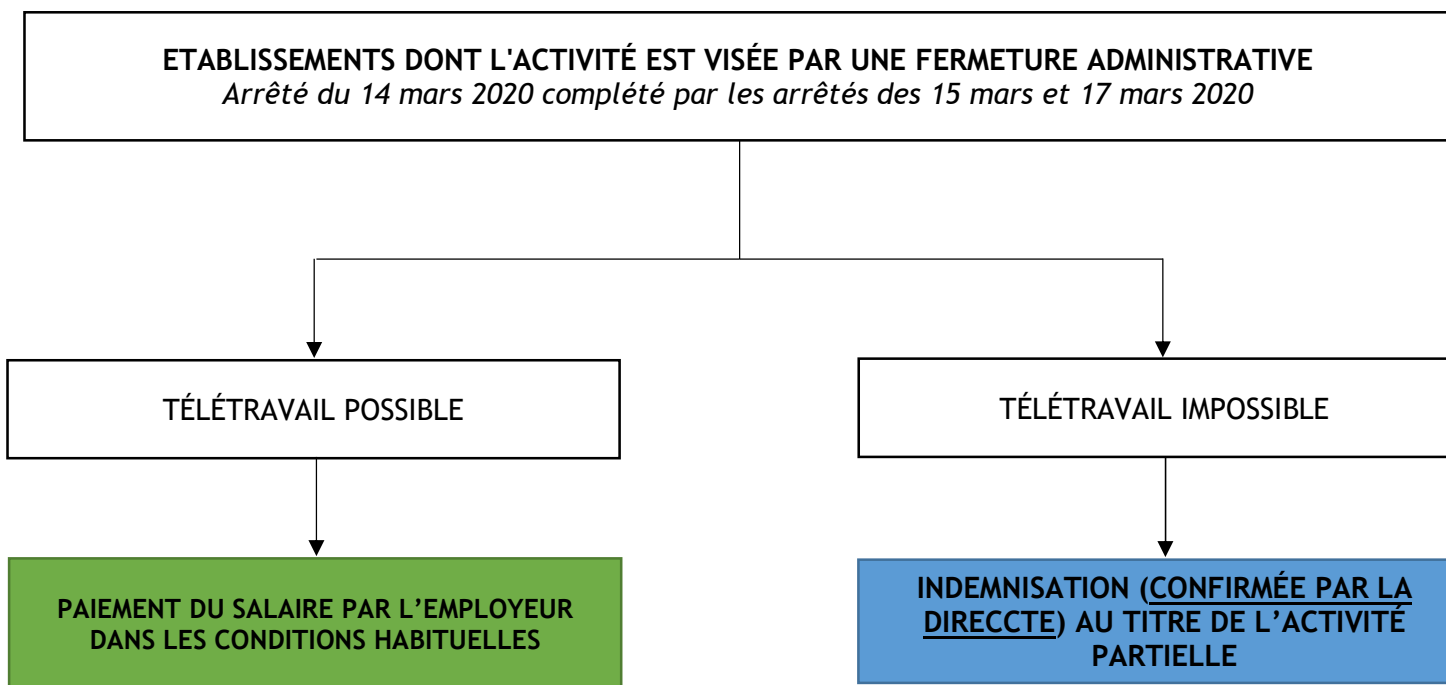 ETABLISSEMENTS DONT L'ACTIVITÉ EST VISÉE PAR UNE FERMETURE ADMINISTRATIVE
Arrêté du 14 mars 2020 complété par les arrêtés des 15 mars et 17 mars 2020
TÉLÉTRAVAIL POSSIBLE
TÉLÉTRAVAIL IMPOSSIBLE
PAIEMENT DU SALAIRE PAR L’EMPLOYEUR
DANS LES CONDITIONS HABITUELLES
INDEMNISATION (CONFIRMÉE PAR LA
DIRECCTE) AU TITRE DE L’ACTIVITÉ
PARTIELLE